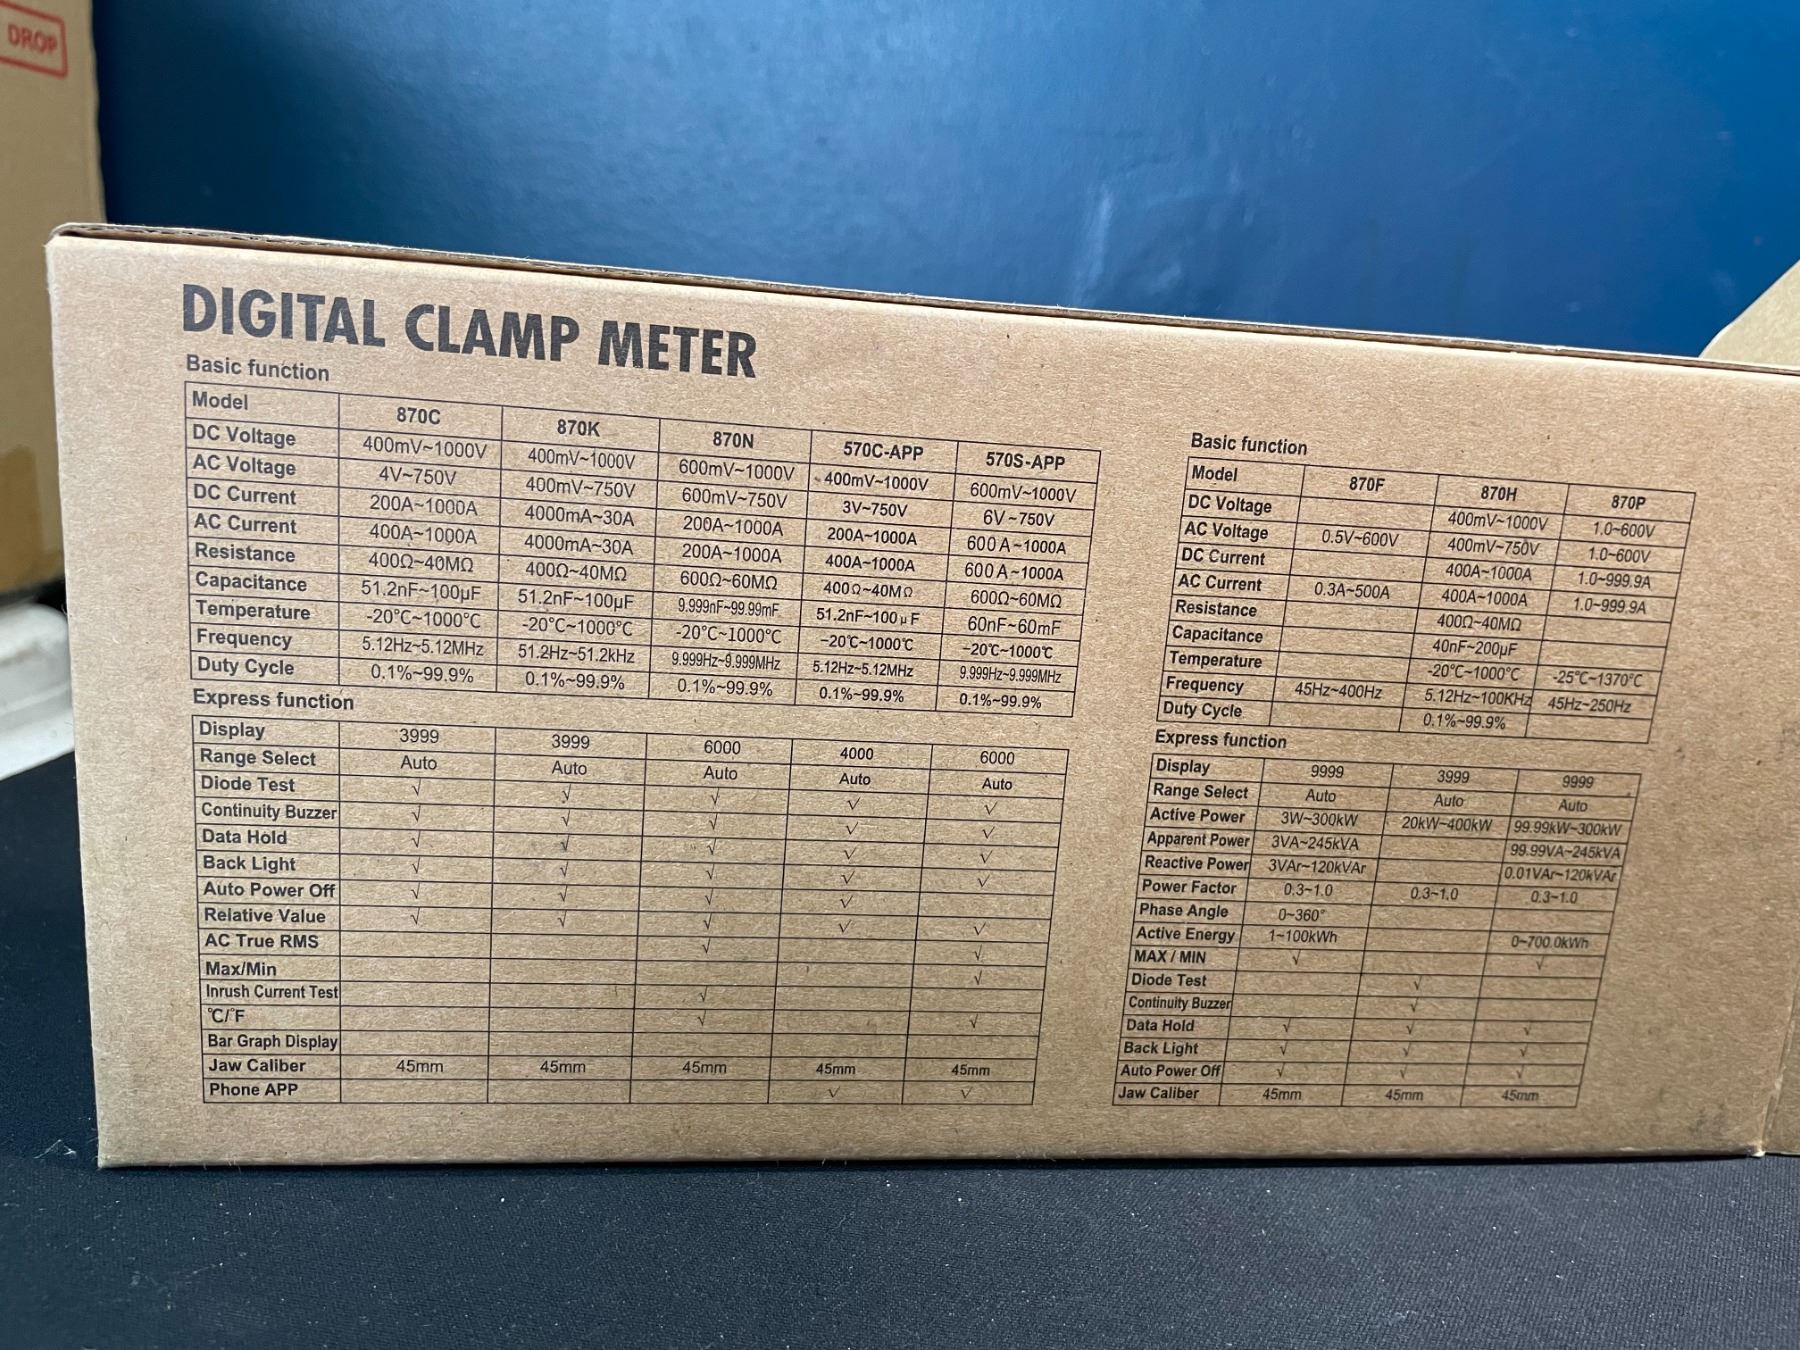 DROP
DIGITAL CLAMP METER
Basic function
Model 870C 870K 870N 570C-APP 570S-APP
DC Voltage 400mV~1000V 400mV~1000V 600mV~1000V 400mV~1000V 600mV~1000V
AC Voltage 4V~750V 400mV~750V 600mV~750V 3V~750V 6V~750V
DC Current 200A~1000A 4000mA~30A 200A~1000A 200A~1000A 600A~1000A
AC Current 400A~1000A 4000mA~30A 200A~1000A 400A~1000A 600A~1000A
Resistance 400Ω~40MΩ 400Ω~40MΩ 600Ω~60MΩ 400Ω~40MΩ 600Ω~60MΩ
Capacitance 51.2nF~100μF 51.2nF~100μF 9.999nF~99.99mF 51.2nF~100μF 60nF~60mF
Temperature -20°C~1000°C -20°C~1000°C -20°C~1000°C -20℃~1000℃ -20℃~1000℃
Frequency 5.12Hz~5.12MHz 51.2Hz~51.2kHz 9.999Hz~9.999MHz 5.12Hz~5.12MHz 9.999Hz~9.999MHz
Duty Cycle 0.1%~99.9% 0.1%~99.9% 0.1%~99.9% 0.1%~99.9% 0.1%~99.9%
Express function
Display 3999 3999 6000 4000 6000
Range Select Auto Auto Auto Auto Auto
Diode Test √ √ √ √ √
Continuity Buzzer √ √ √ √ √
Data Hold √ √ √ √ √
Back Light √ √ √ √ √
Auto Power Off √ √ √ √
Relative Value √ √ √ √ √
AC True RMS √ √
Max/Min √
Inrush Current Test √
℃/℉ √ √
Bar Graph Display
Jaw Caliber 45mm 45mm 45mm 45mm 45mm
Phone APP √ √
Basic function
Model 870F 870H 870P
DC Voltage 400mV~1000V 1.0~600V
AC Voltage 0.5V~600V 400mV~750V 1.0~600V
DC Current 400A~1000A 1.0~999.9A
AC Current 0.3A~500A 400A~1000A 1.0~999.9A
Resistance 400Ω~40MΩ
Capacitance 40nF~200μF
Temperature -20°C~1000°C -25℃~1370℃
Frequency 45Hz~400Hz 5.12Hz~100KHz 45Hz~250Hz
Duty Cycle 0.1%~99.9%
Express function
Display 9999 3999 9999
Range Select Auto Auto Auto
Active Power 3W~300kW 20kW~400kW 99.99kW~300kW
Apparent Power 3VA~245kVA 99.99VA~245kVA
Reactive Power 3VAr~120kVAr 0.01VAr~120kVAr
Power Factor 0.3~1.0 0.3~1.0 0.3~1.0
Phase Angle 0~360°
Active Energy 1~100kWh 0~700.0kWh
MAX / MIN √ √
Diode Test √
Continuity Buzzer √
Data Hold √ √ √
Back Light √ √ √
Auto Power Off √ √ √
Jaw Caliber 45mm 45mm 45mm